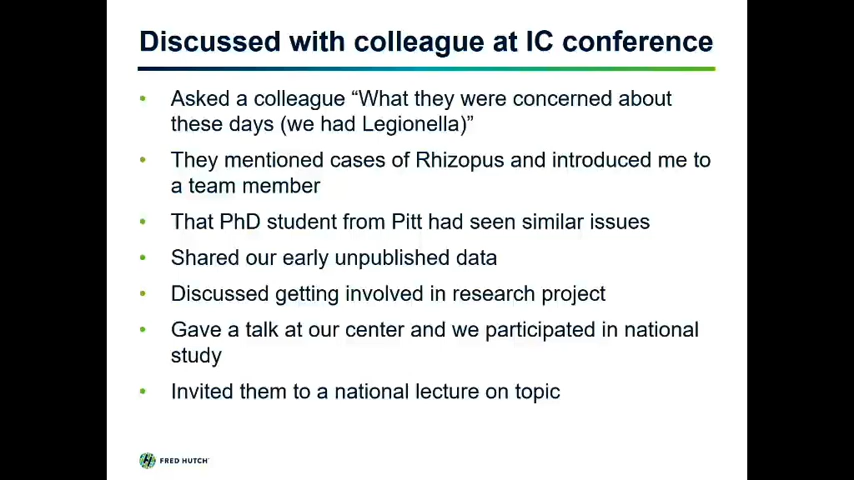 Discussed with colleague at IC conference
• Asked a colleague “What they were concerned about
these days (we had Legionella)”
• They mentioned cases of Rhizopus and introduced me to
a team member
• That PhD student from Pitt had seen similar issues
• Shared our early unpublished data
• Discussed getting involved in research project
• Gave a talk at our center and we participated in national
study
• Invited them to a national lecture on topic
FRED HUTCH